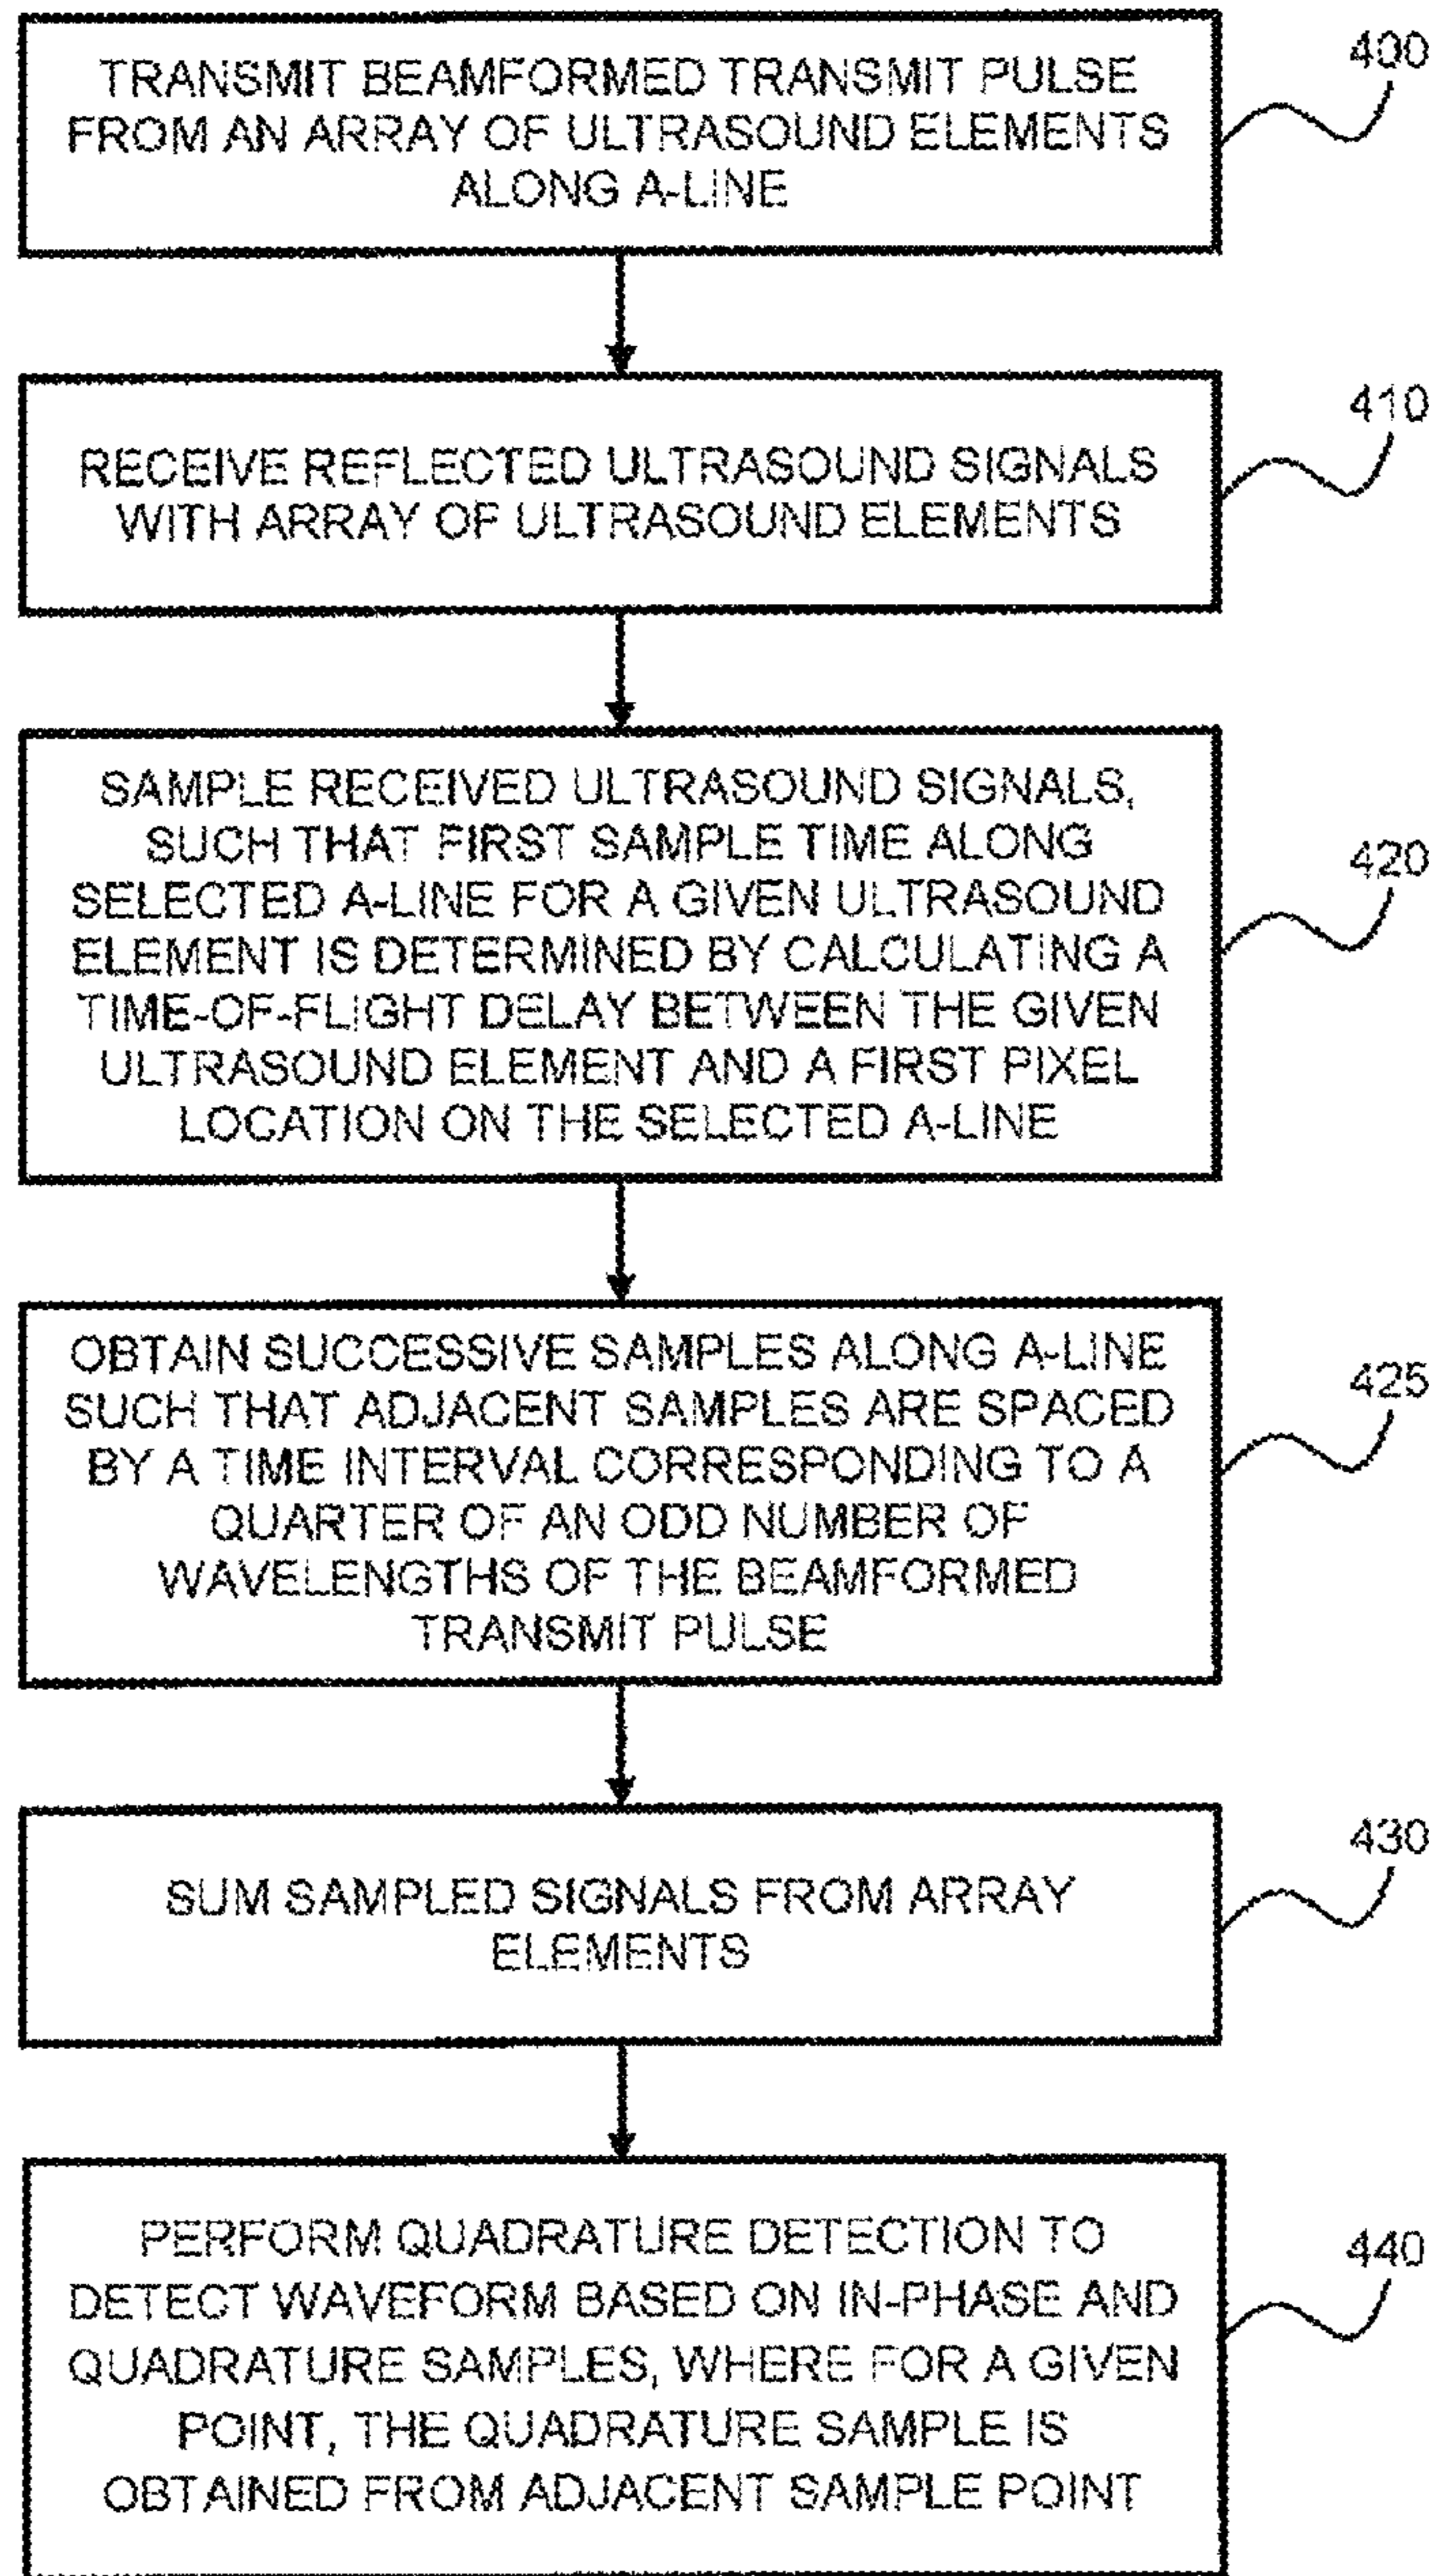 TRANSMIT BEAMFORMED TRANSMIT PULSE
FROM AN ARRAY OF ULTRASOUND ELEMENTS
ALONG A-LINE
400
RECEIVE REFLECTED ULTRASOUND SIGNALS
WITH ARRAY OF ULTRASOUND ELEMENTS
410
SAMPLE RECEIVED ULTRASOUND SIGNALS,
SUCH THAT FIRST SAMPLE TIME ALONG
SELECTED A-LINE FOR A GIVEN ULTRASOUND
ELEMENT IS DETERMINED BY CALCULATING A
TIME-OF-FLIGHT DELAY BETWEEN THE GIVEN
ULTRASOUND ELEMENT AND A FIRST PIXEL
LOCATION ON THE SELECTED A-LINE
420
OBTAIN SUCCESSIVE SAMPLES ALONG A-LINE
SUCH THAT ADJACENT SAMPLES ARE SPACED
BY A TIME INTERVAL CORRESPONDING TO A
QUARTER OF AN ODD NUMBER OF
WAVELENGTHS OF THE BEAMFORMED
TRANSMIT PULSE
425
SUM SAMPLED SIGNALS FROM ARRAY
ELEMENTS
430
PERFORM QUADRATURE DETECTION TO
DETECT WAVEFORM BASED ON IN-PHASE AND
QUADRATURE SAMPLES, WHERE FOR A GIVEN
POINT, THE QUADRATURE SAMPLE IS
OBTAINED FROM ADJACENT SAMPLE POINT
440